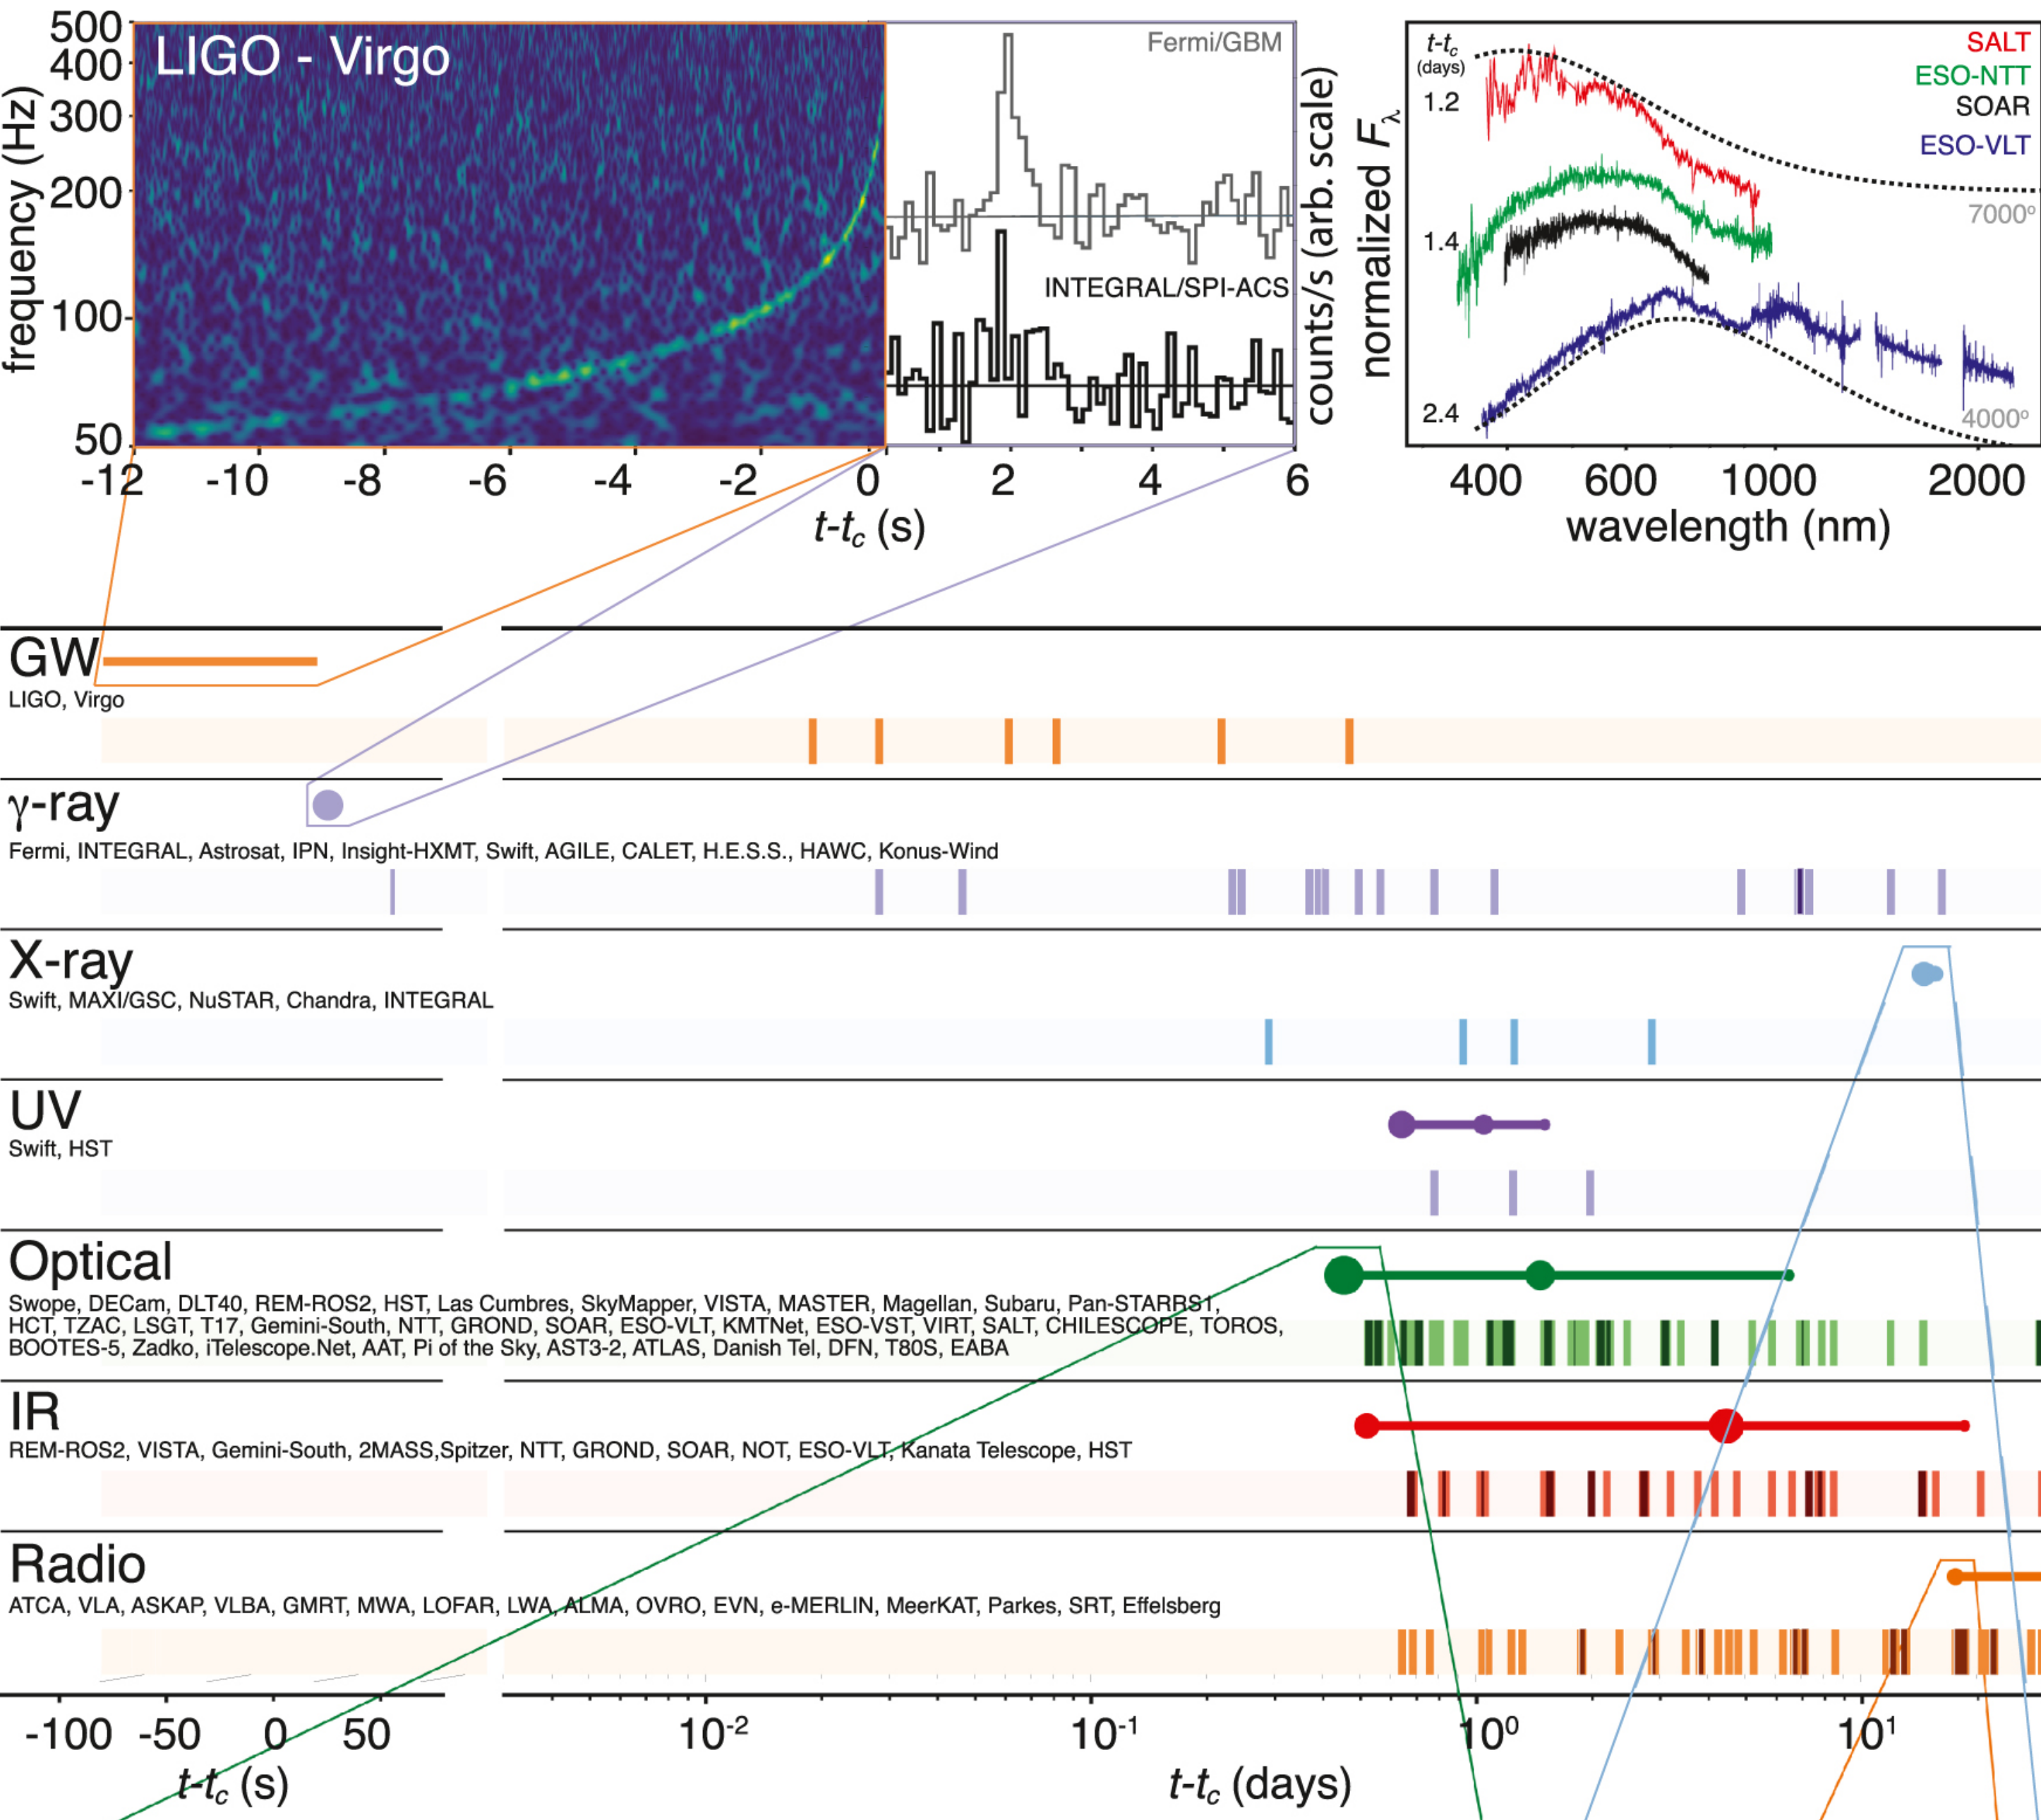 500
400
300
200
100
50
frequency (Hz)
LIGO - Virgo
-12 -10 -8 -6 -4 -2 0 2 4 6
t-tc (s)
Fermi/GBM
INTEGRAL/SPI-ACS
counts/s (arb. scale)
normalized Fλ
t-tc
(days)
1.2
1.4
2.4
SALT
ESO-NTT
SOAR
ESO-VLT
7000º
4000º
400 600 1000 2000
wavelength (nm)
GW
LIGO, Virgo
γ-ray
Fermi, INTEGRAL, Astrosat, IPN, Insight-HXMT, Swift, AGILE, CALET, H.E.S.S., HAWC, Konus-Wind
X-ray
Swift, MAXI/GSC, NuSTAR, Chandra, INTEGRAL
UV
Swift, HST
Optical
Swope, DECam, DLT40, REM-ROS2, HST, Las Cumbres, SkyMapper, VISTA, MASTER, Magellan, Subaru, Pan-STARRS1,
HCT, TZAC, LSGT, T17, Gemini-South, NTT, GROND, SOAR, ESO-VLT, KMTNet, ESO-VST, VIRT, SALT, CHILESCOPE, TOROS,
BOOTES-5, Zadko, iTelescope.Net, AAT, Pi of the Sky, AST3-2, ATLAS, Danish Tel, DFN, T80S, EABA
IR
REM-ROS2, VISTA, Gemini-South, 2MASS,Spitzer, NTT, GROND, SOAR, NOT, ESO-VLT, Kanata Telescope, HST
Radio
ATCA, VLA, ASKAP, VLBA, GMRT, MWA, LOFAR, LWA, ALMA, OVRO, EVN, e-MERLIN, MeerKAT, Parkes, SRT, Effelsberg
-100 -50 0 50 10-2 10-1 100 101
t-tc (s) t-tc (days)